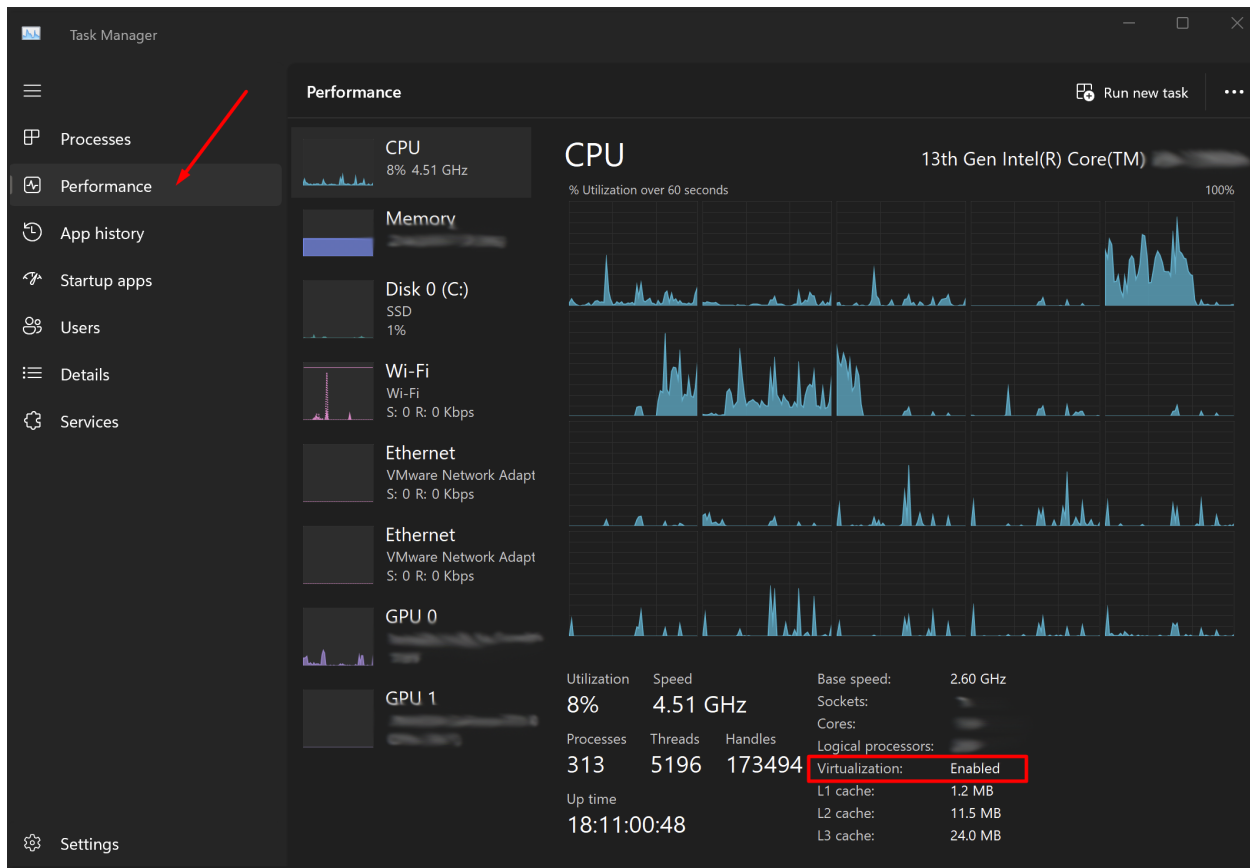 Task Manager
Performance
Run new task
Processes
Performance
App history
Startup apps
Users
Details
Services
Settings
CPU
8% 4.51 GHz
Memory
Disk 0 (C:)
SSD
1%
Wi-Fi
Wi-Fi
S: 0 R: 0 Kbps
Ethernet
VMware Network Adapt
S: 0 R: 0 Kbps
Ethernet
VMware Network Adapt
S: 0 R: 0 Kbps
GPU 0
GPU 1
CPU
13th Gen Intel(R) Core(TM)
% Utilization over 60 seconds
100%
Utilization Speed
8% 4.51 GHz
Processes Threads Handles
313 5196 173494
Up time
18:11:00:48
Base speed: 2.60 GHz
Sockets:
Cores:
Logical processors:
Virtualization: Enabled
L1 cache: 1.2 MB
L2 cache: 11.5 MB
L3 cache: 24.0 MB